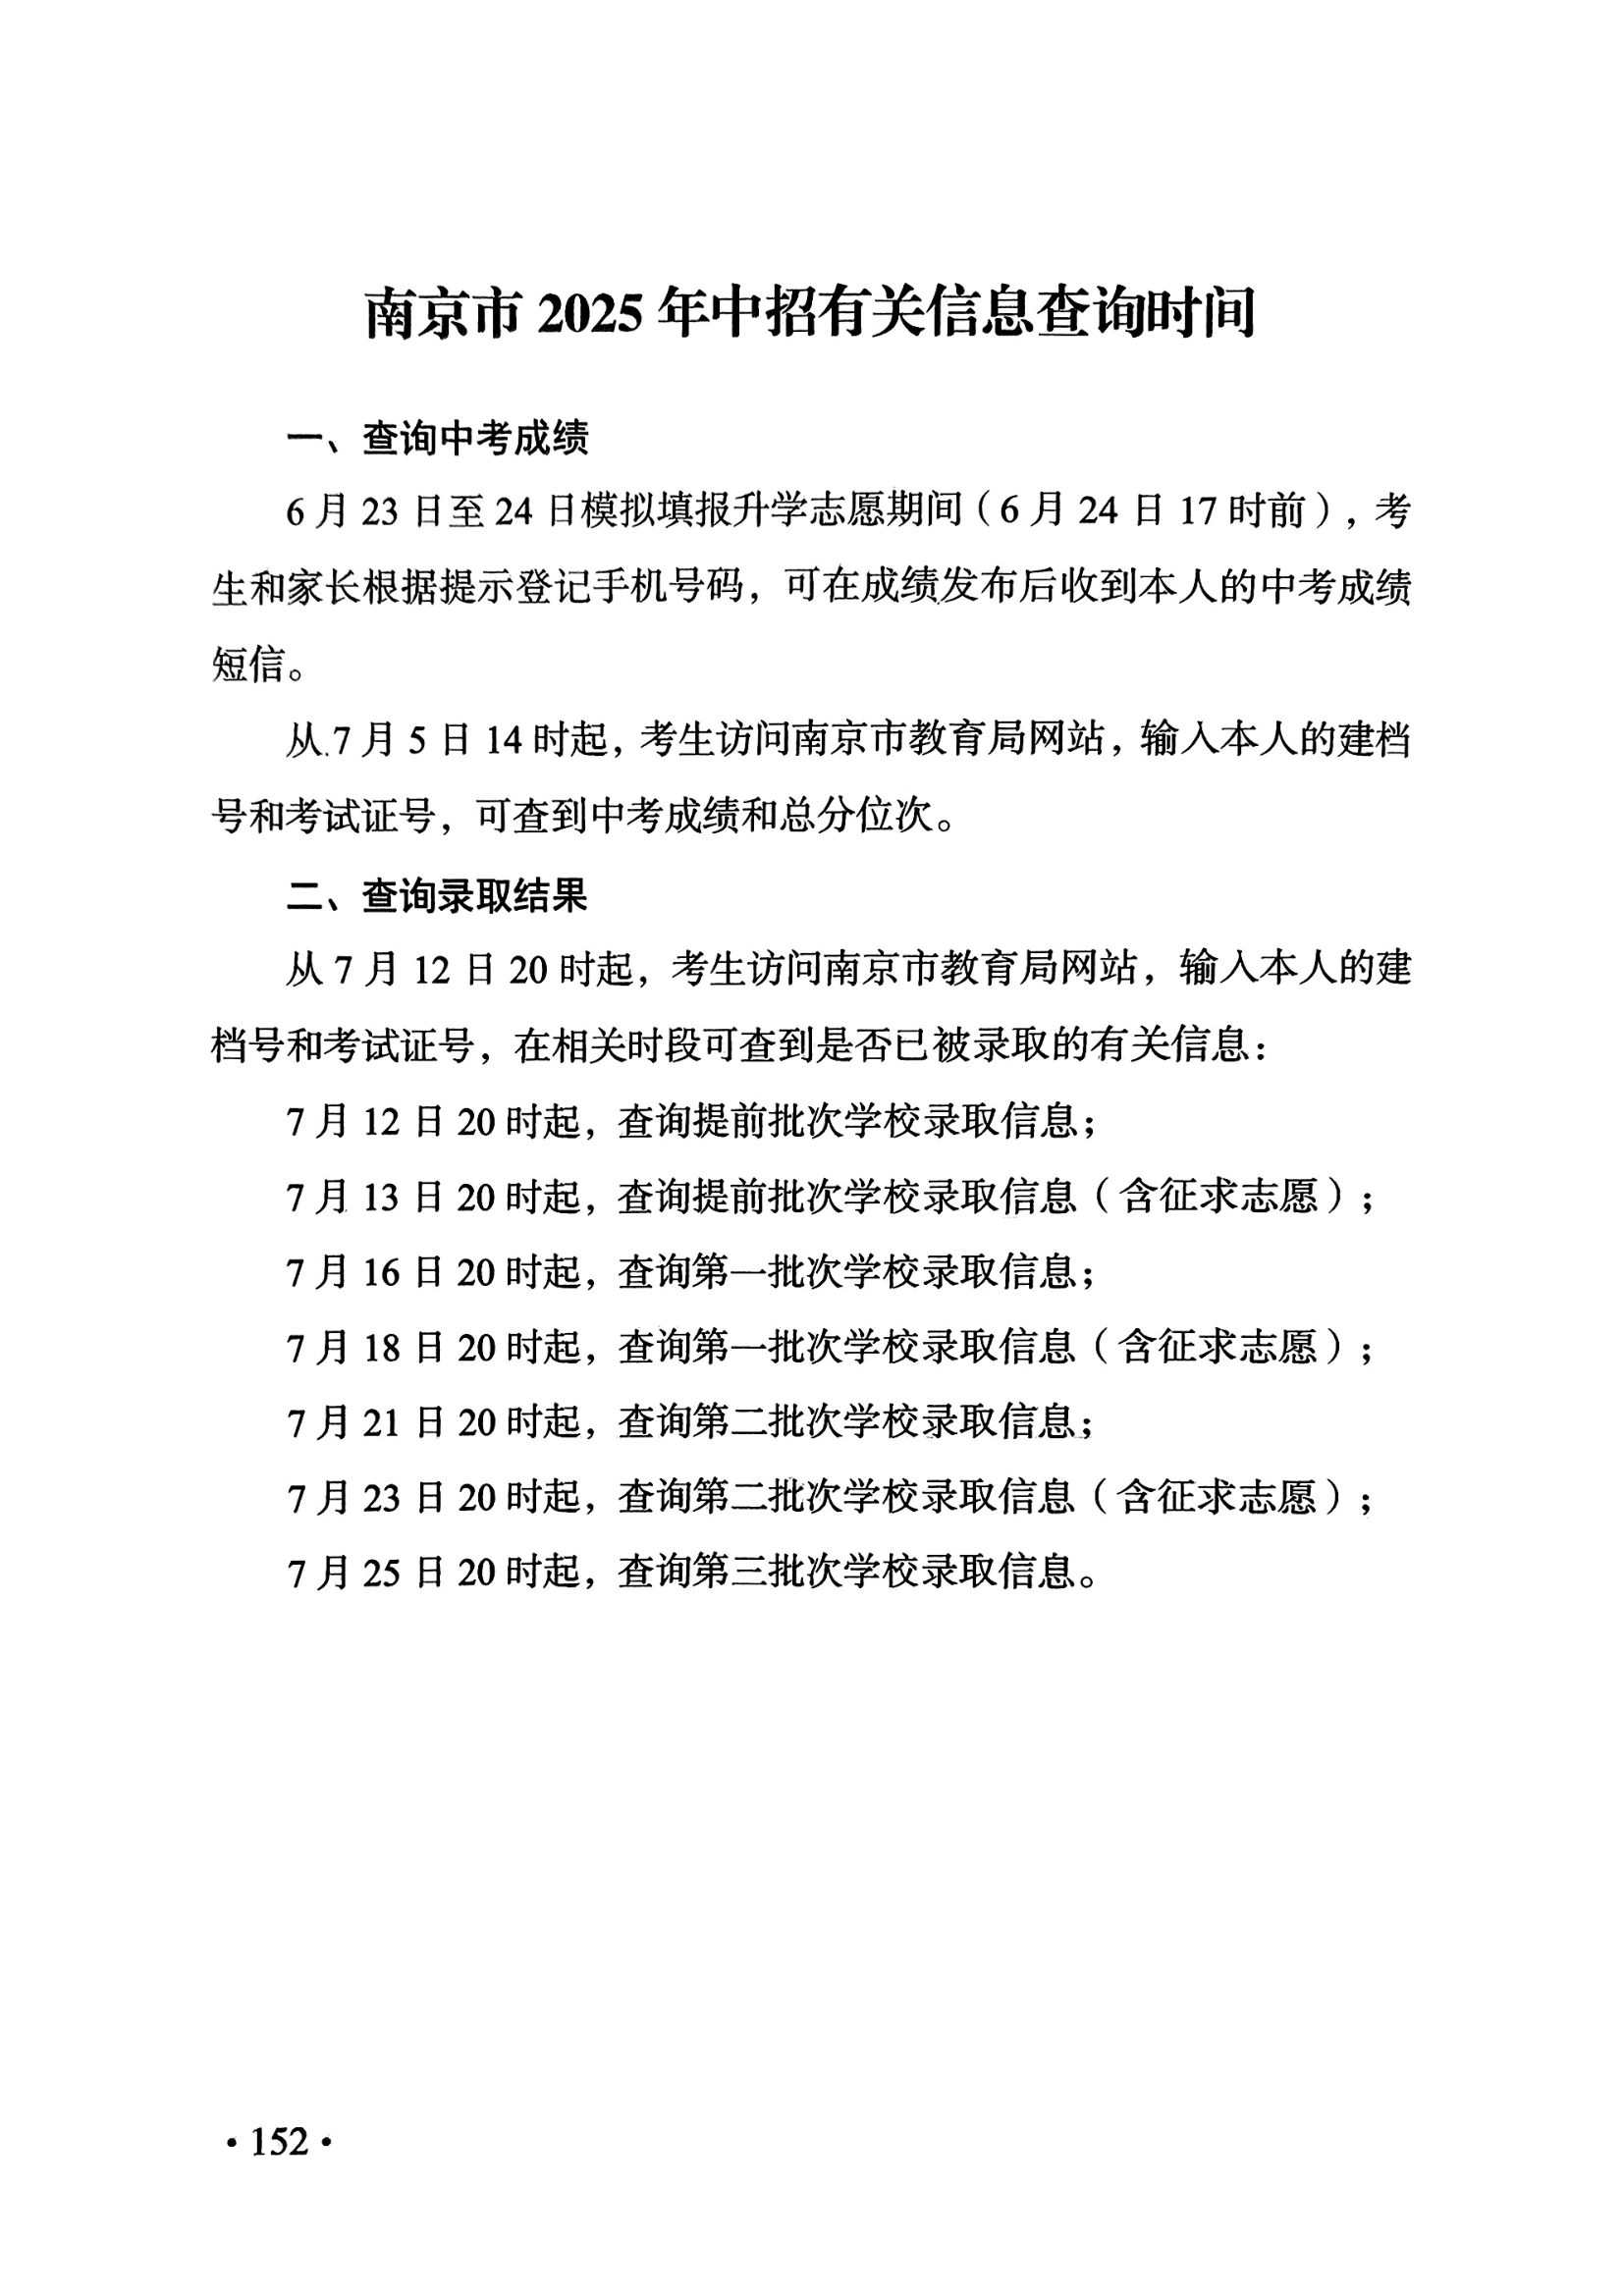 南京市 2025 年中招有关信息查询时间
一、查询中考成绩
6 月 23 日至 24 日模拟填报升学志愿期间（6 月 24 日 17 时前），考
生和家长根据提示登记手机号码，可在成绩发布后收到本人的中考成绩
短信。
从 7 月 5 日 14 时起，考生访问南京市教育局网站，输入本人的建档
号和考试证号，可查到中考成绩和总分位次。
二、查询录取结果
从 7 月 12 日 20 时起，考生访问南京市教育局网站，输入本人的建
档号和考试证号，在相关时段可查到是否已被录取的有关信息：
7 月 12 日 20 时起，查询提前批次学校录取信息；
7 月 13 日 20 时起，查询提前批次学校录取信息（含征求志愿）；
7 月 16 日 20 时起，查询第一批次学校录取信息；
7 月 18 日 20 时起，查询第一批次学校录取信息（含征求志愿）；
7 月 21 日 20 时起，查询第二批次学校录取信息；
7 月 23 日 20 时起，查询第二批次学校录取信息（含征求志愿）；
7 月 25 日 20 时起，查询第三批次学校录取信息。
· 152 ·